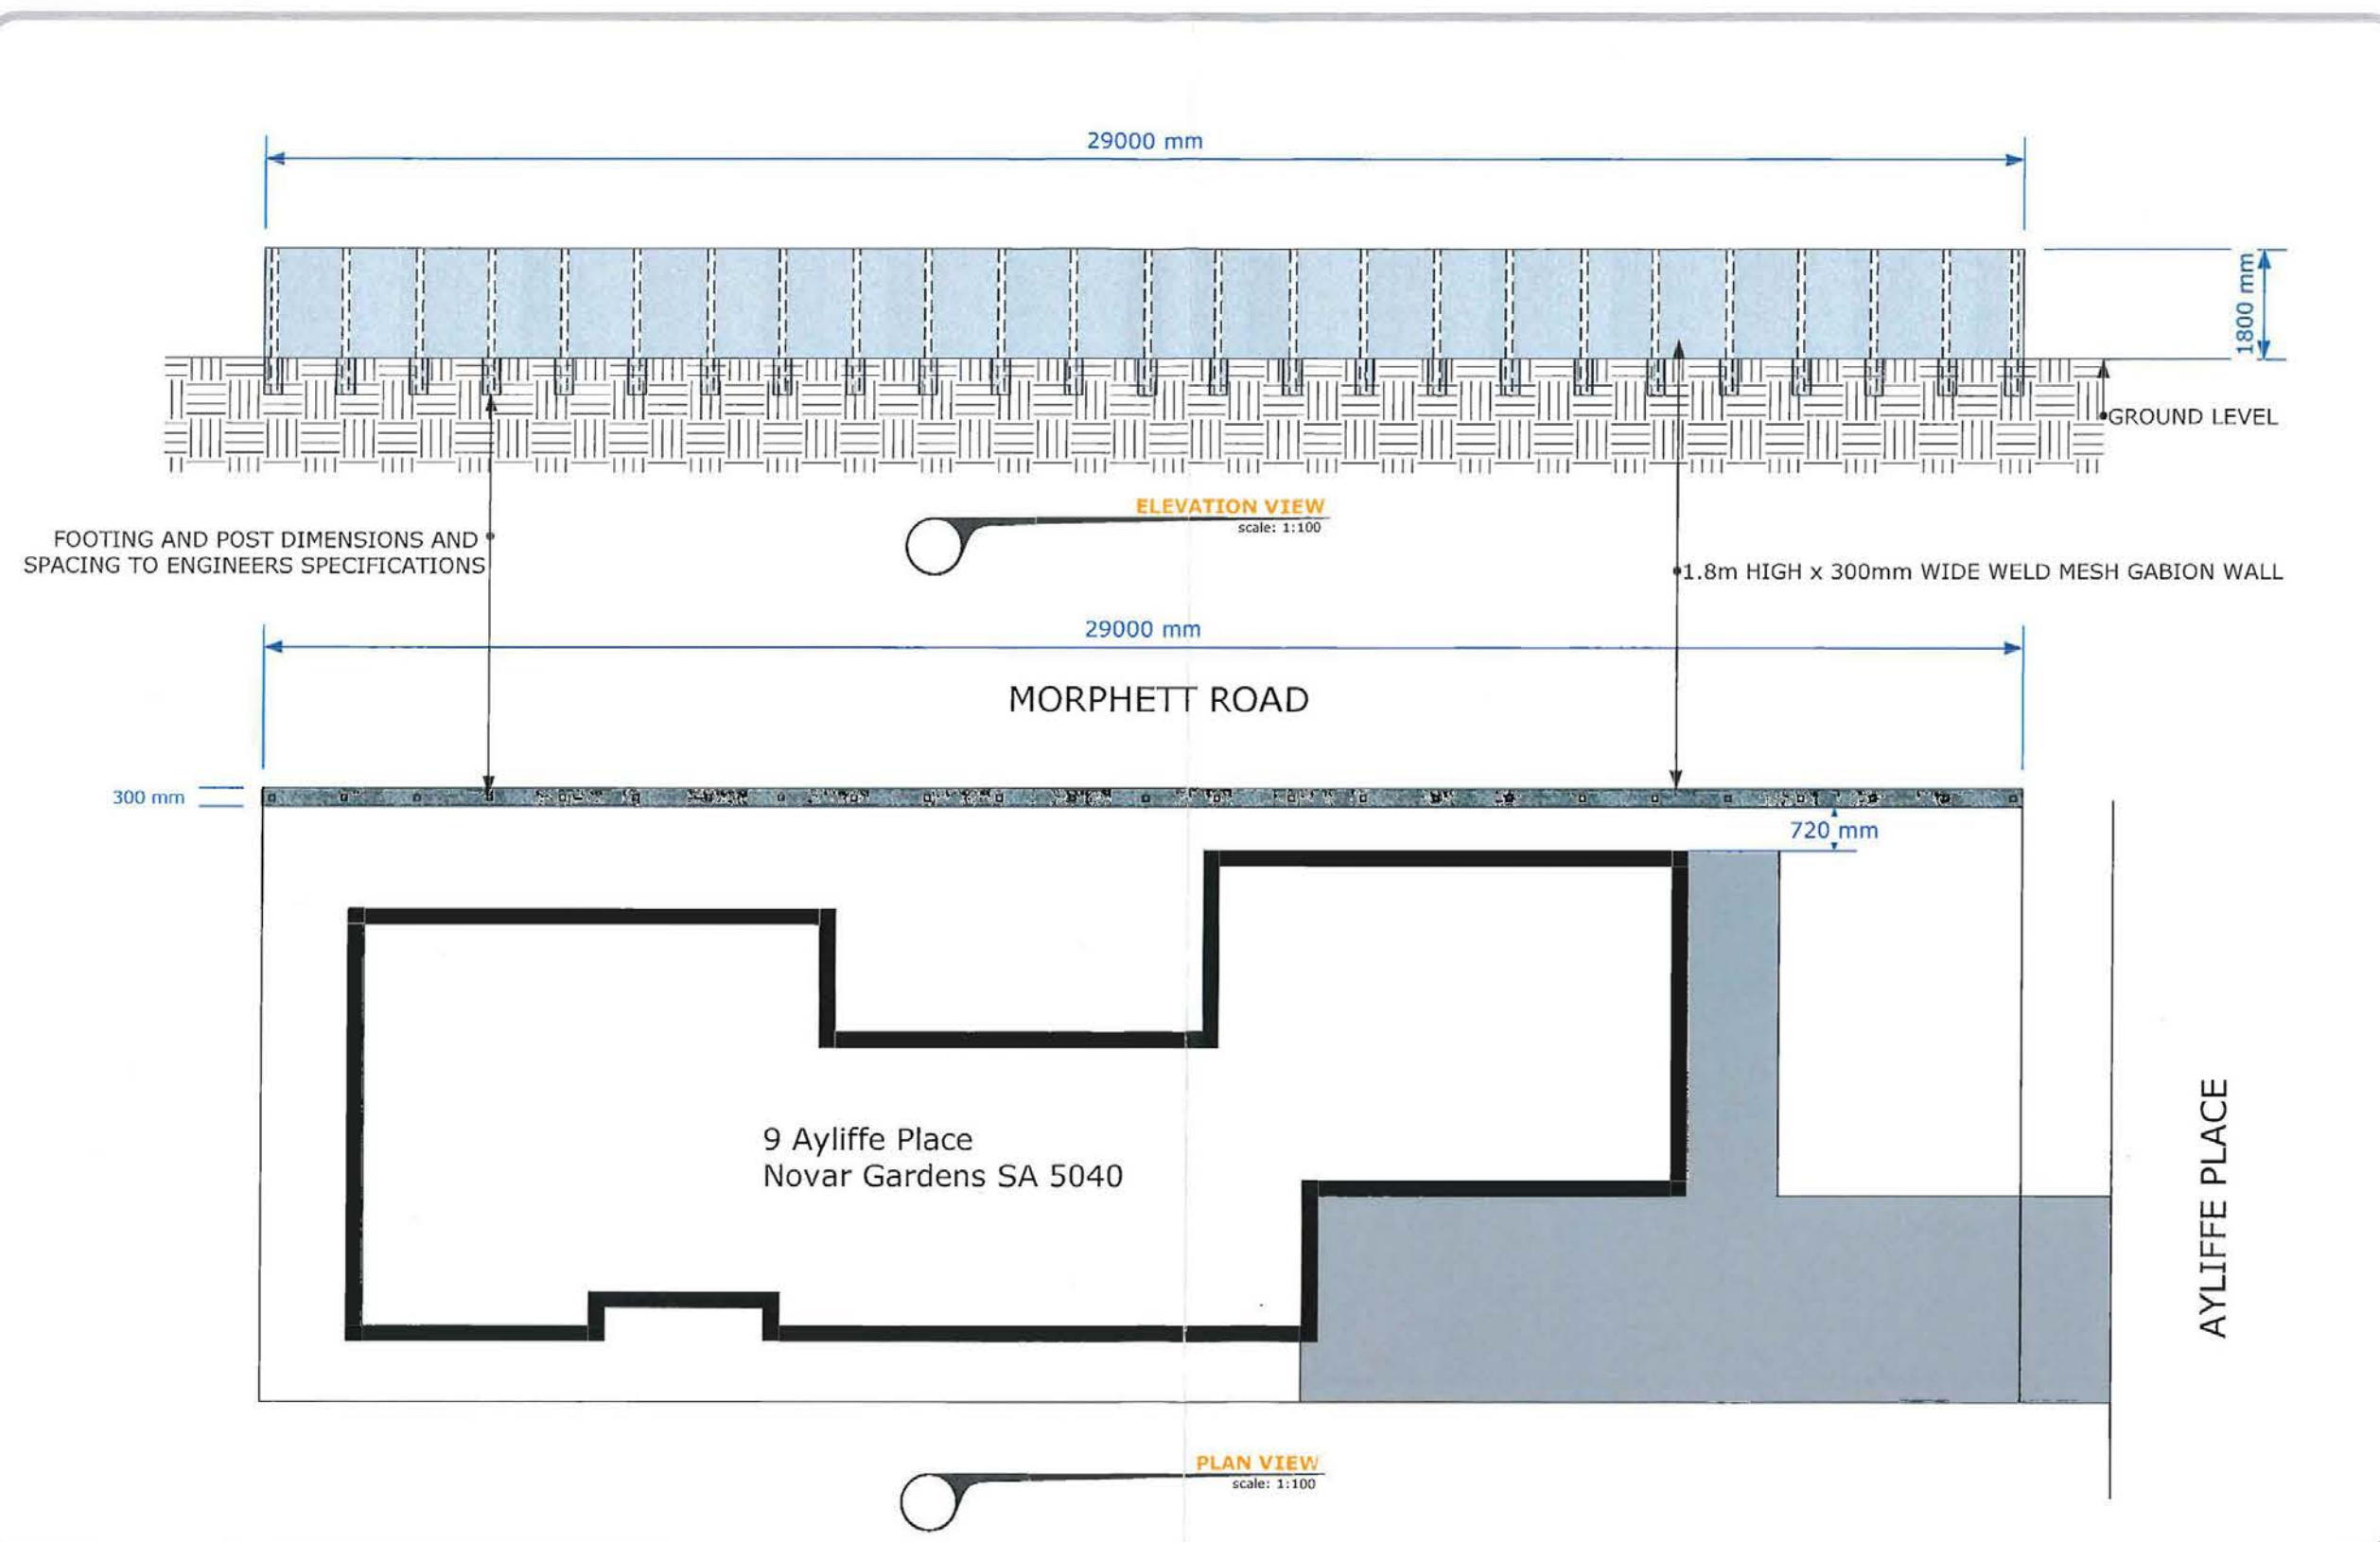 29000 mm
1800 mm
GROUND LEVEL
ELEVATION VIEW
scale: 1:100
FOOTING AND POST DIMENSIONS AND
SPACING TO ENGINEERS SPECIFICATIONS
1.8m HIGH x 300mm WIDE WELD MESH GABION WALL
29000 mm
MORPHETT ROAD
300 mm
720 mm
9 Ayliffe Place
Novar Gardens SA 5040
AYLIFFE PLACE
PLAN VIEW
scale: 1:100